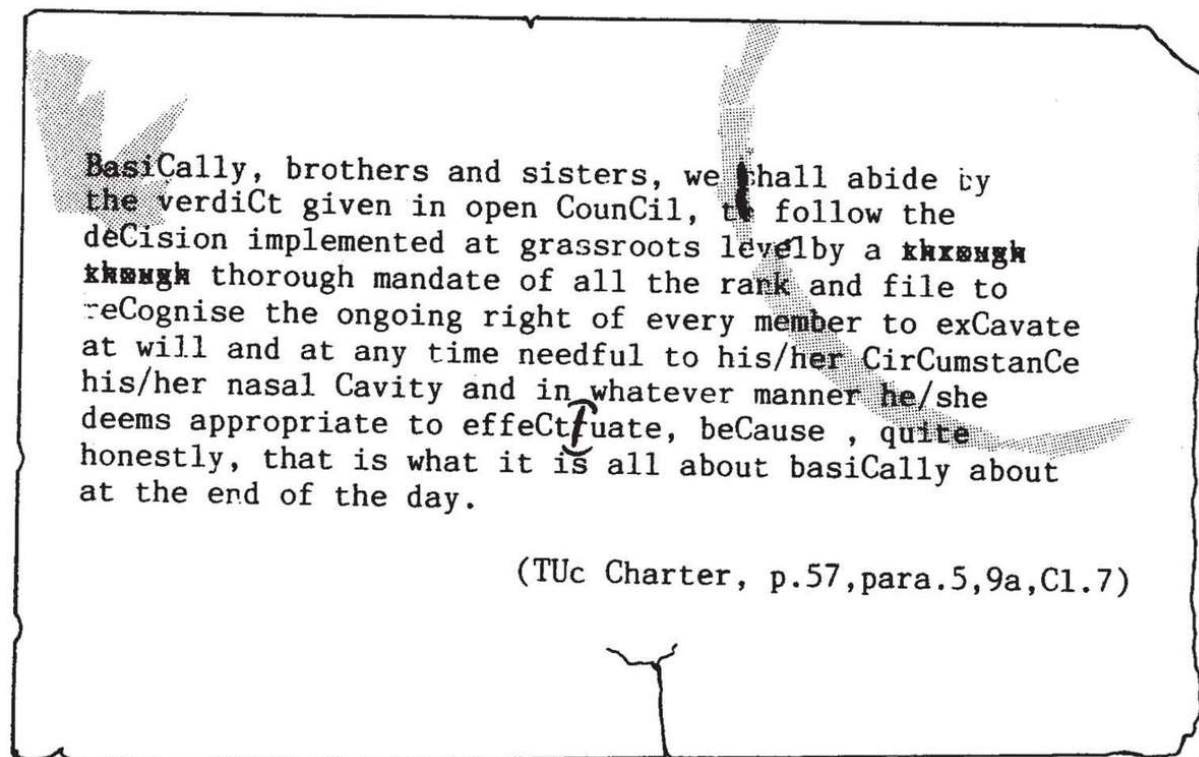 BasiCally, brothers and sisters, we shall abide by
the verdiCt given in open CounCil, to follow the
deCision implemented at grassroots levelby a
thorough mandate of all the rank and file to
reCognise the ongoing right of every member to exCavate
at will and at any time needful to his/her CirCumstanCe
his/her nasal Cavity and in whatever manner he/she
deems appropriate to effeCtuate, beCause , quite
honestly, that is what it is all about basiCally about
at the end of the day.
(TUc Charter, p.57,para.5,9a,Cl.7)